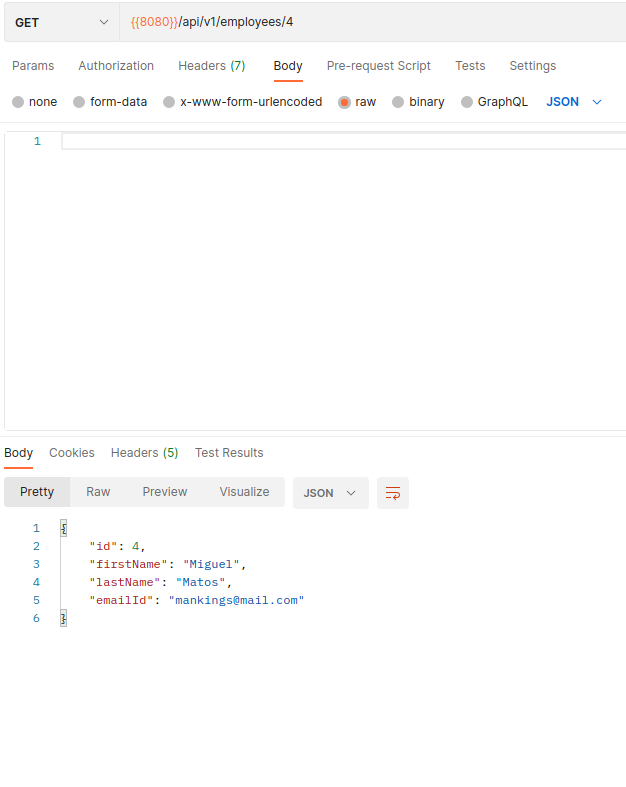 GET {{8080}}/api/v1/employees/4
Params Authorization Headers (7) Body Pre-request Script Tests Settings
none form-data x-www-form-urlencoded raw binary GraphQL JSON
1
Body Cookies Headers (5) Test Results
Pretty Raw Preview Visualize JSON
1 {
2 "id": 4,
3 "firstName": "Miguel",
4 "lastName": "Matos",
5 "emailId": "mankings@mail.com"
6 }